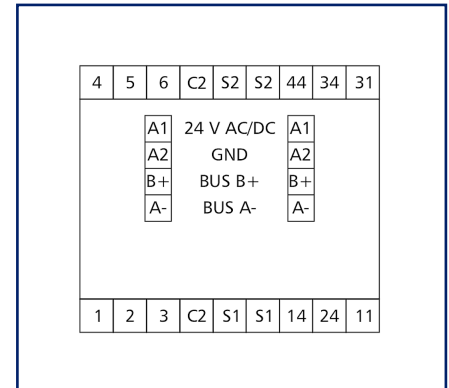 4 5 6 C2 S2 S2 44 34 31
A1 24 V AC/DC A1
A2 GND A2
B+ BUS B+ B+
A- BUS A- A-
1 2 3 C2 S1 S1 14 24 11